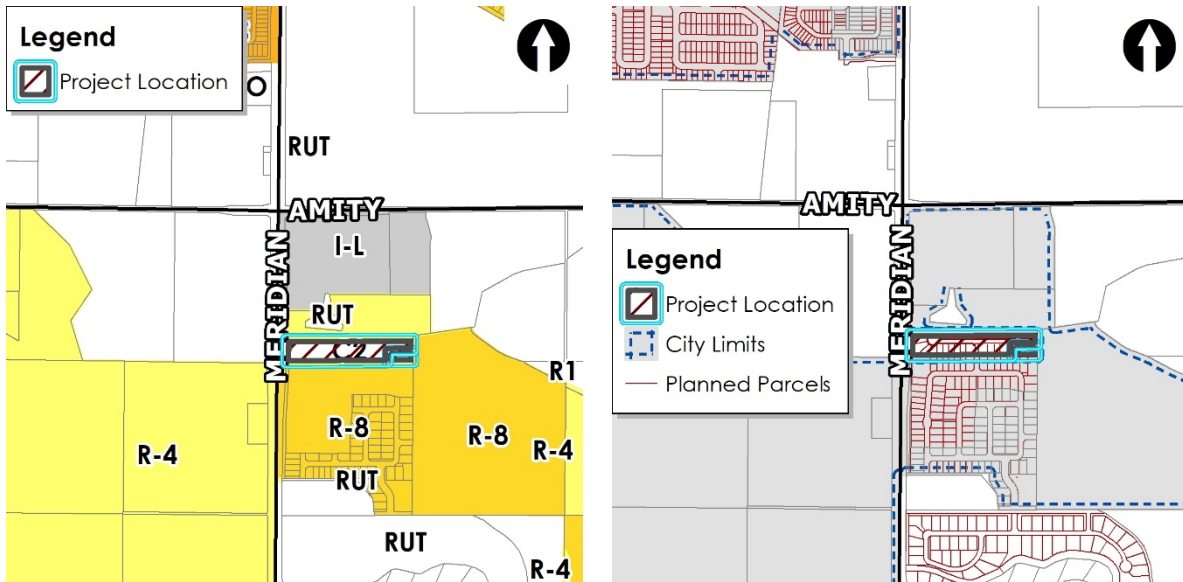 Legend
Project Location
RUT
AMITY
MERIDIAN
I-L
RUT
R1
R-4
R-8
R-8
R-4
RUT
RUT
R-4
AMITY
MERIDIAN
Legend
Project Location
City Limits
Planned Parcels